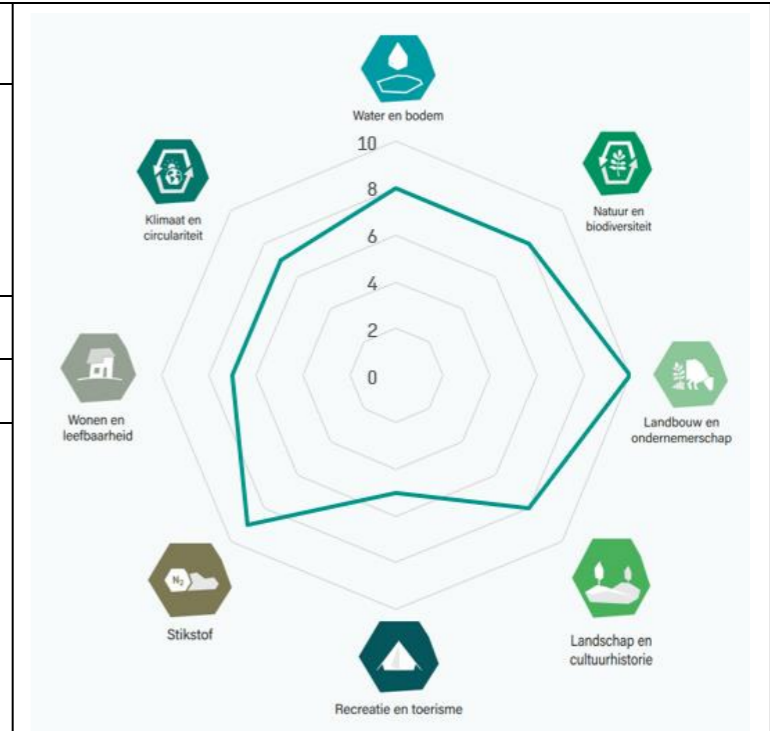 Water en bodem
10
8
6
4
2
0
Natuur en
biodiversiteit
Landbouw en
ondernemerschap
Landschap en
cultuurhistorie
Recreatie en toerisme
N2
Stikstof
Wonen en
leefbaarheid
Klimaat en
circulariteit